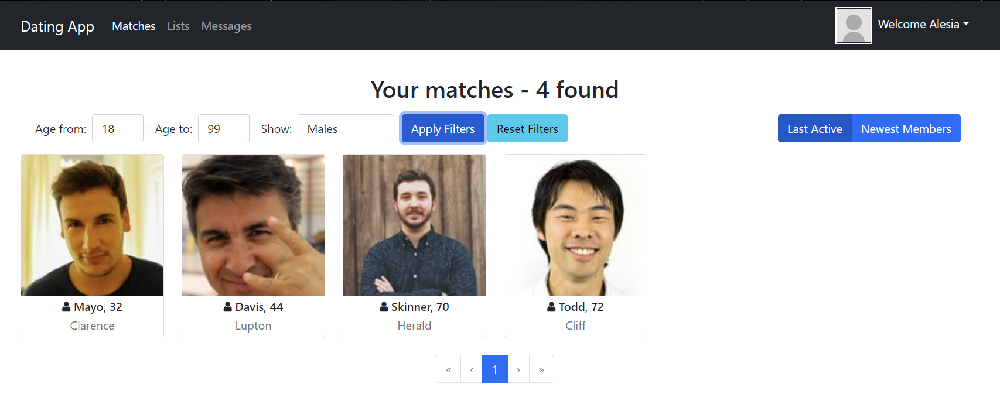 Dating App Matches Lists Messages Welcome Alesia
Your matches - 4 found
Age from: 18 Age to: 99 Show: Males Apply Filters Reset Filters Last Active Newest Members
Mayo, 32
Clarence
Davis, 44
Lupton
Skinner, 70
Herald
Todd, 72
Cliff
« ‹ 1 › »